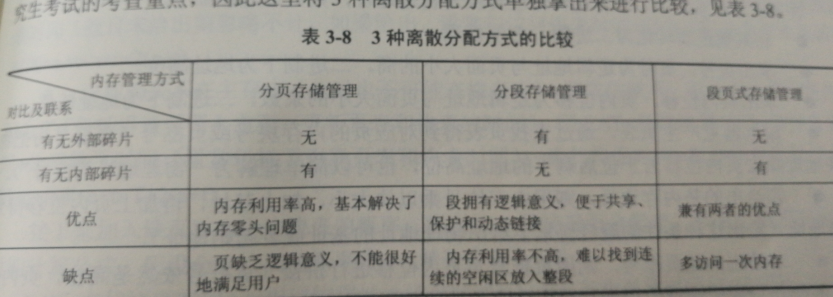 究生考试的考查重点，因此这里将3种离散分配方式单独拿出来进行比较，见表3-8。
表 3-8 3 种离散分配方式的比较
内存管理方式
对比及联系
分页存储管理
分段存储管理
段页式存储管理
有无外部碎片
无
有
无
有无内部碎片
有
无
有
优点
内存利用率高，基本解决了
内存零头问题
段拥有逻辑意义，便于共享、
保护和动态链接
兼有两者的优点
缺点
页缺乏逻辑意义，不能很好
地满足用户
内存利用率不高，难以找到连
续的空闲区放入整段
多访问一次内存